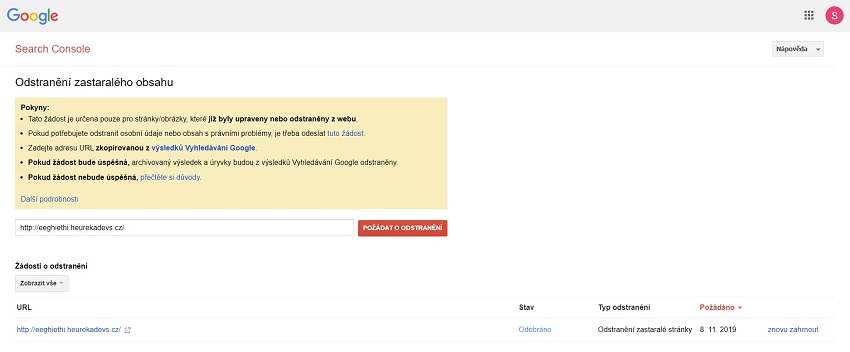 Google
S
Search Console
Nápověda
Odstranění zastaralého obsahu
Pokyny:
Tato žádost je určena pouze pro stránky/obrázky, které již byly upraveny nebo odstraněny z webu.
Pokud potřebujete odstranit osobní údaje nebo obsah s právními problémy, je třeba odeslat tuto žádost.
Zadejte adresu URL zkopírovanou z výsledků Vyhledávání Google.
Pokud žádost bude úspěšná, archivovaný výsledek a úryvky budou z výsledků Vyhledávání Google odstraněny.
Pokud žádost nebude úspěšná, přečtěte si důvody.
Další podrobnosti
http://eeghiethi.heurekadevs.cz/ POŽÁDAT O ODSTRANĚNÍ
Žádosti o odstranění
Zobrazit vše
URL Stav Typ odstranění Požádáno
http://eeghiethi.heurekadevs.cz/ Odebráno Odstranění zastaralé stránky 8. 11. 2019 znovu zahrnout